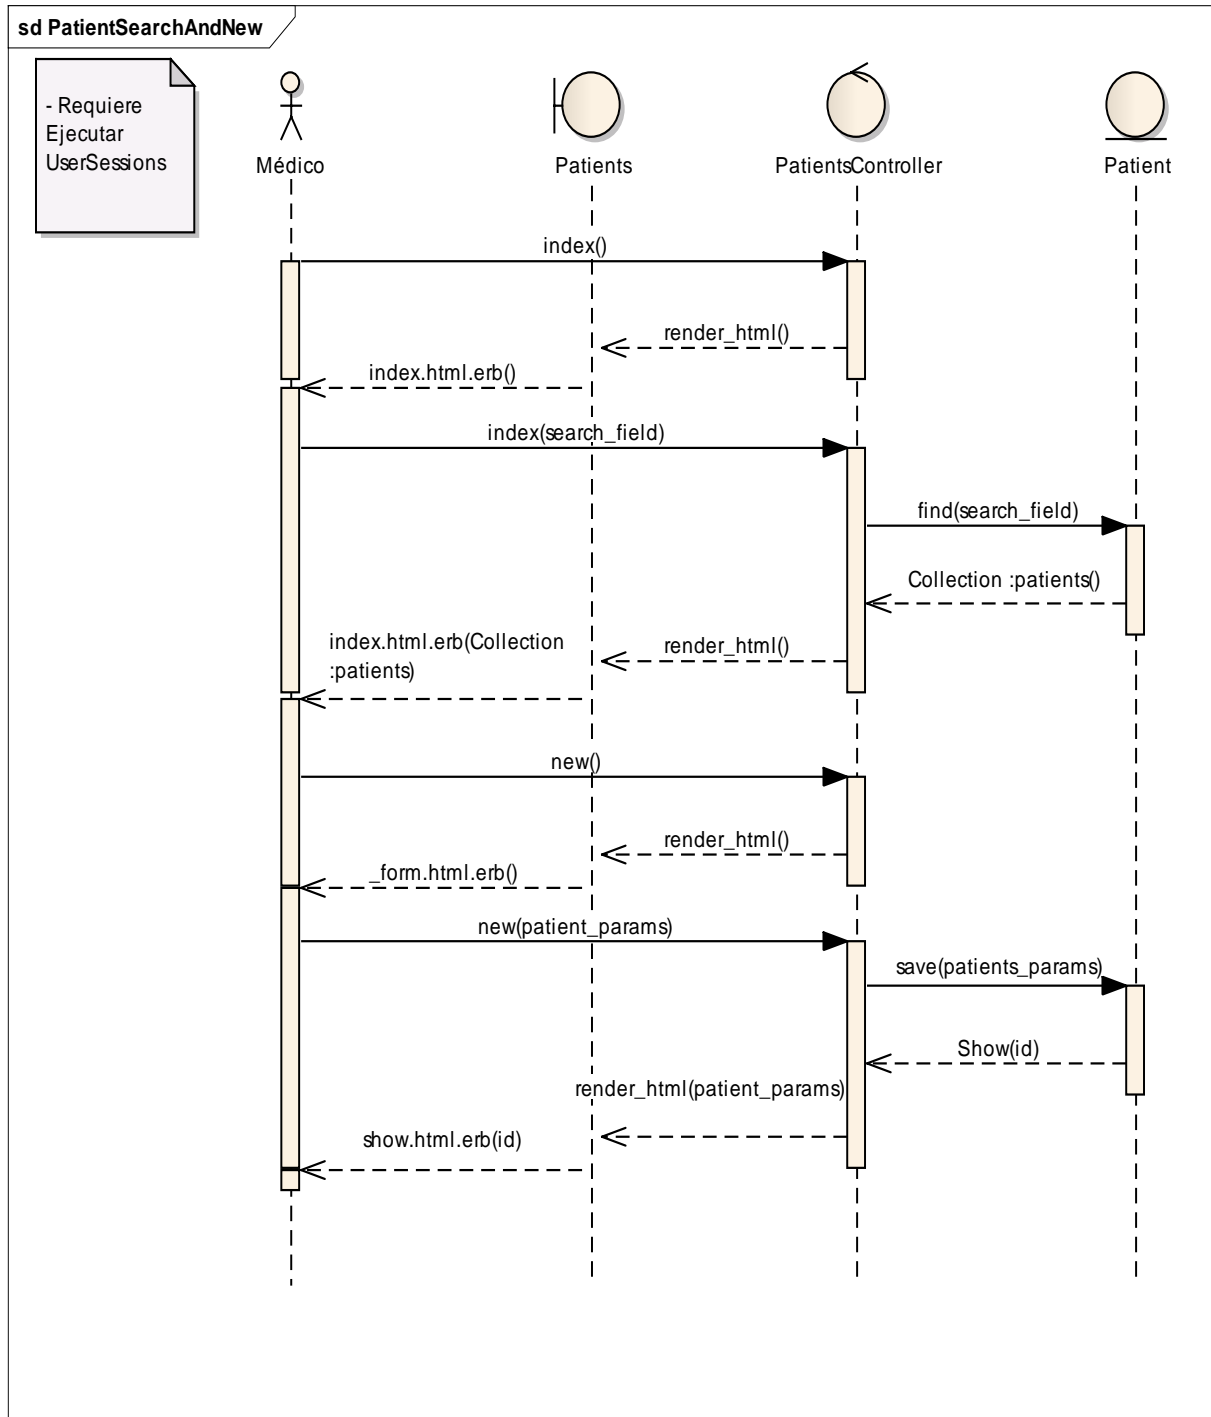 sd PatientSearchAndNew
- Requiere
Ejecutar
UserSessions
Médico
Patients
PatientsController
Patient
index()
render_html()
index.html.erb()
index(search_field)
find(search_field)
Collection :patients()
index.html.erb(Collection
:patients)
render_html()
new()
render_html()
_form.html.erb()
new(patient_params)
save(patients_params)
Show(id)
render_html(patient_params)
show.html.erb(id)